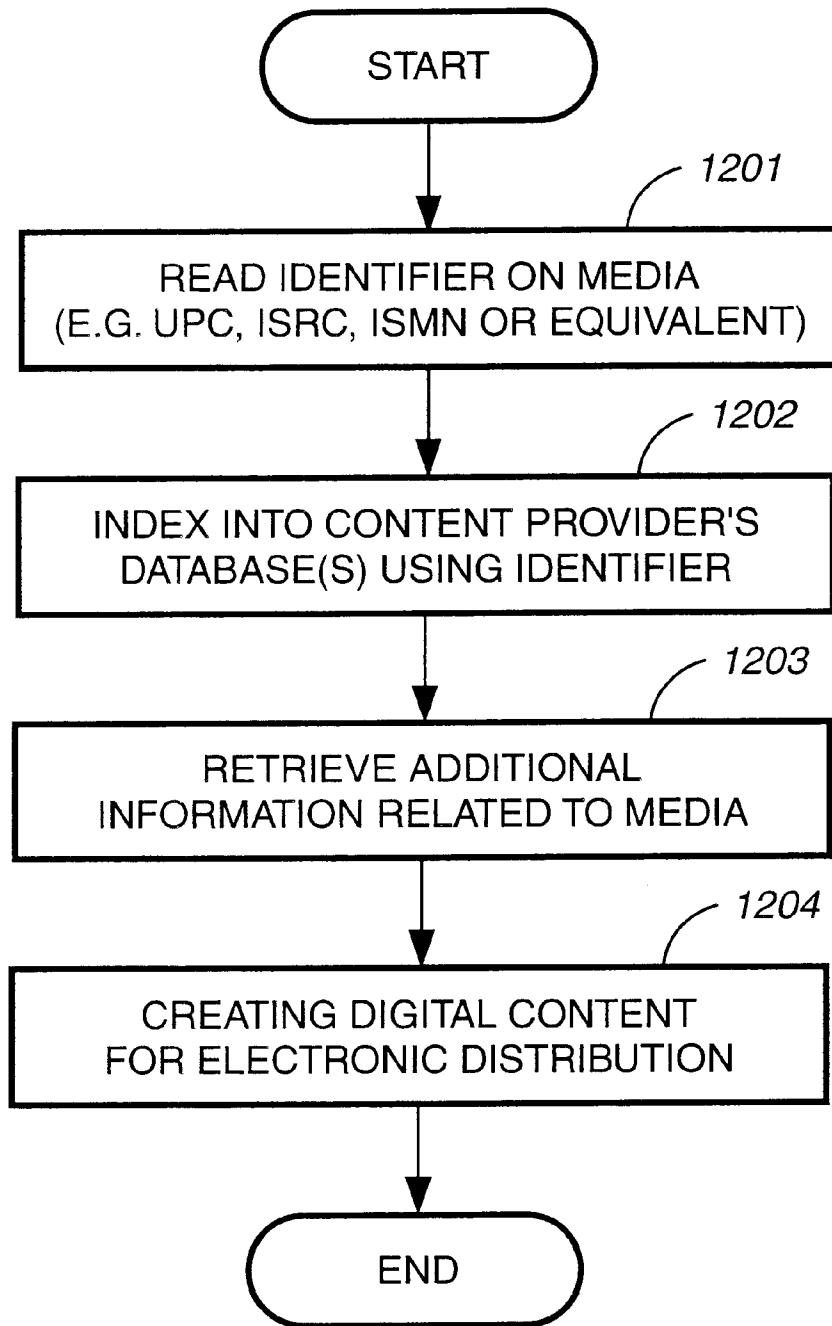 START
1201
READ IDENTIFIER ON MEDIA
(E.G. UPC, ISRC, ISMN OR EQUIVALENT)
1202
INDEX INTO CONTENT PROVIDER'S
DATABASE(S) USING IDENTIFIER
1203
RETRIEVE ADDITIONAL
INFORMATION RELATED TO MEDIA
1204
CREATING DIGITAL CONTENT
FOR ELECTRONIC DISTRIBUTION
END